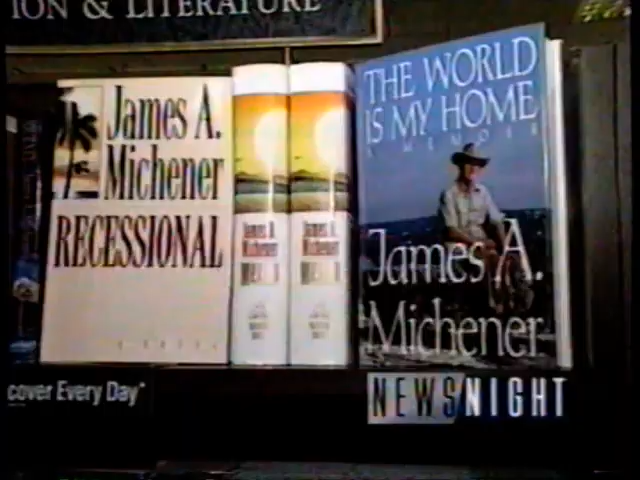 ION & LITERATURE
James A.
Michener
RECESSIONAL
A NOVEL
James A.
Michener
James A.
Michener
THE WORLD
IS MY HOME
A MEMOIR
James A.
Michener
cover Every Day"
NEWSNIGHT